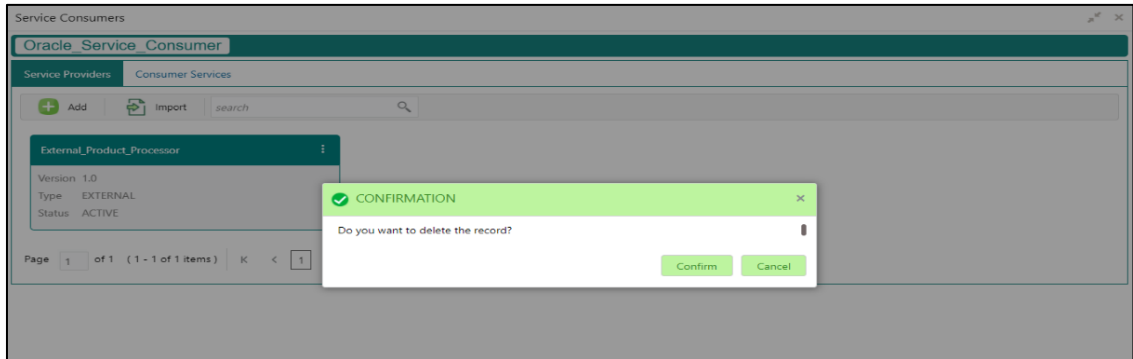 Service Consumers
Oracle_Service_Consumer
Service Providers Consumer Services
Add Import search
External_Product_Processor
Version 1.0
Type EXTERNAL
Status ACTIVE
CONFIRMATION
Do you want to delete the record?
Confirm Cancel
Page 1 of 1 (1 - 1 of 1 items) K < 1